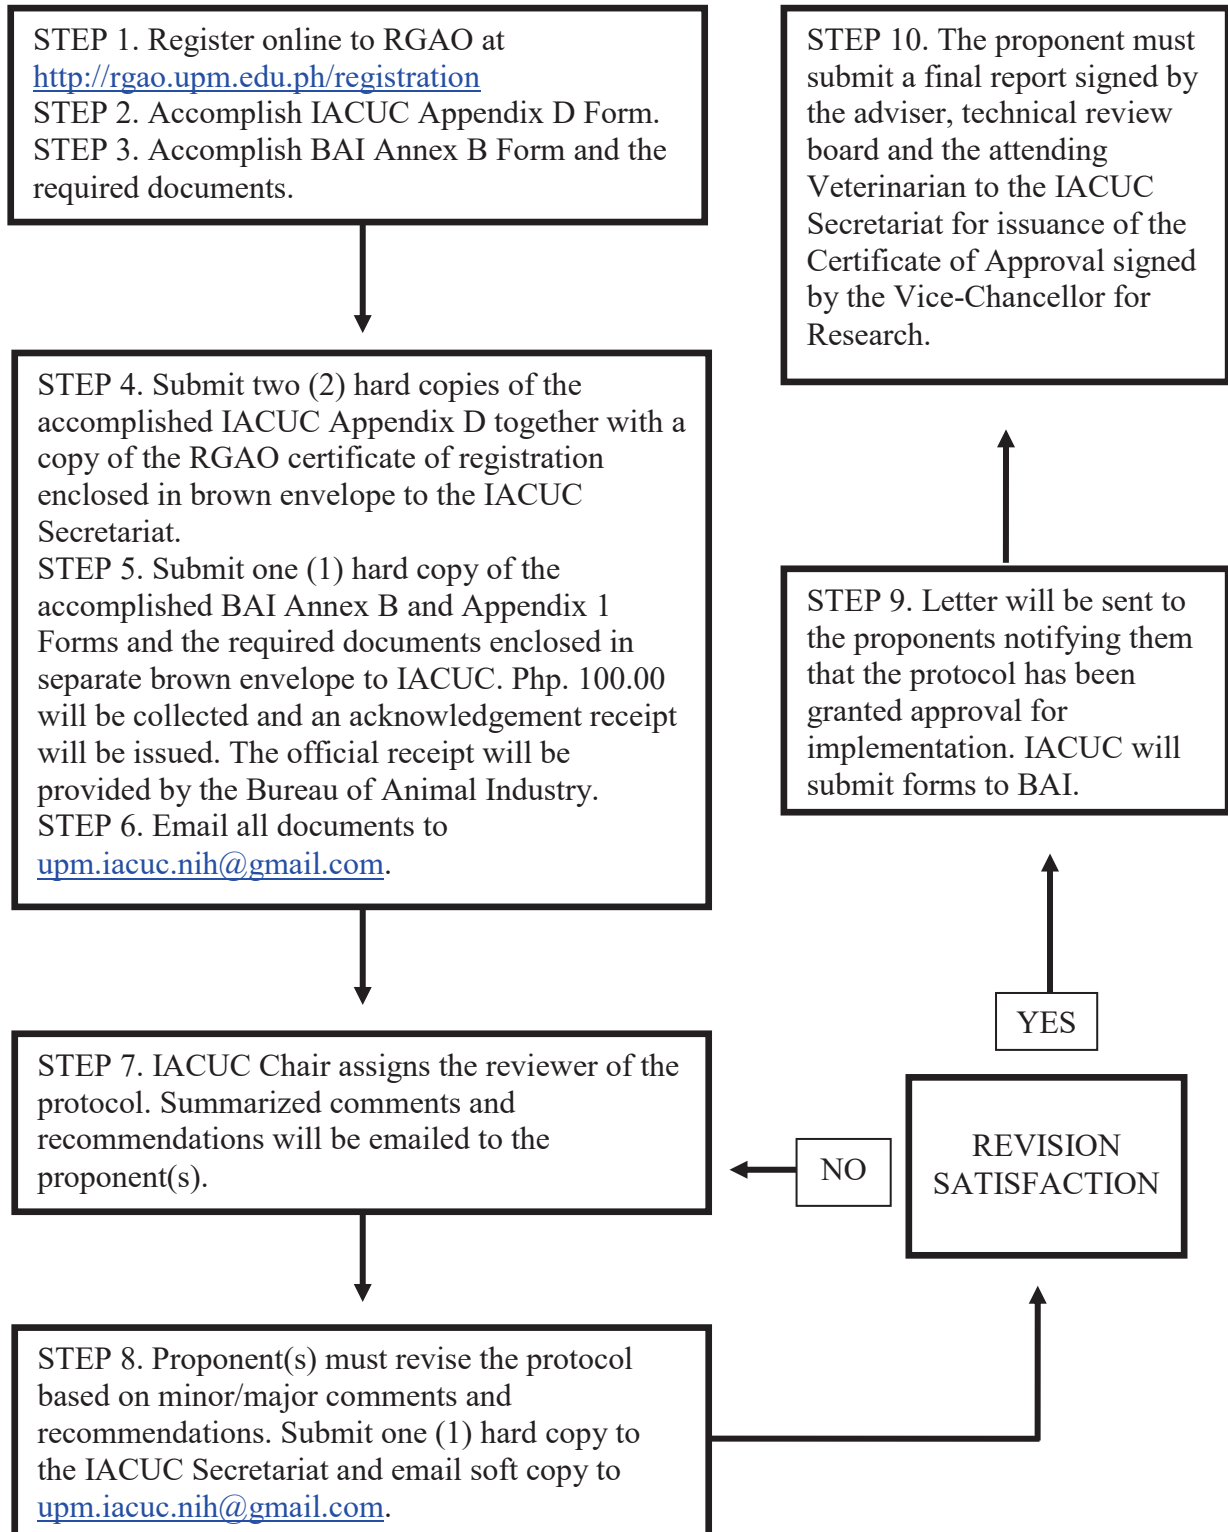 STEP 1. Register online to RGAO at
http://rgao.upm.edu.ph/registration
STEP 2. Accomplish IACUC Appendix D Form.
STEP 3. Accomplish BAI Annex B Form and the
required documents.
STEP 4. Submit two (2) hard copies of the
accomplished IACUC Appendix D together with a
copy of the RGAO certificate of registration
enclosed in brown envelope to the IACUC
Secretariat.
STEP 5. Submit one (1) hard copy of the
accomplished BAI Annex B and Appendix 1
Forms and the required documents enclosed in
separate brown envelope to IACUC. Php. 100.00
will be collected and an acknowledgement receipt
will be issued. The official receipt will be
provided by the Bureau of Animal Industry.
STEP 6. Email all documents to
upm.iacuc.nih@gmail.com.
STEP 7. IACUC Chair assigns the reviewer of the
protocol. Summarized comments and
recommendations will be emailed to the
proponent(s).
STEP 8. Proponent(s) must revise the protocol
based on minor/major comments and
recommendations. Submit one (1) hard copy to
the IACUC Secretariat and email soft copy to
upm.iacuc.nih@gmail.com.
REVISION
SATISFACTION
NO
YES
STEP 9. Letter will be sent to
the proponents notifying them
that the protocol has been
granted approval for
implementation. IACUC will
submit forms to BAI.
STEP 10. The proponent must
submit a final report signed by
the adviser, technical review
board and the attending
Veterinarian to the IACUC
Secretariat for issuance of the
Certificate of Approval signed
by the Vice-Chancellor for
Research.